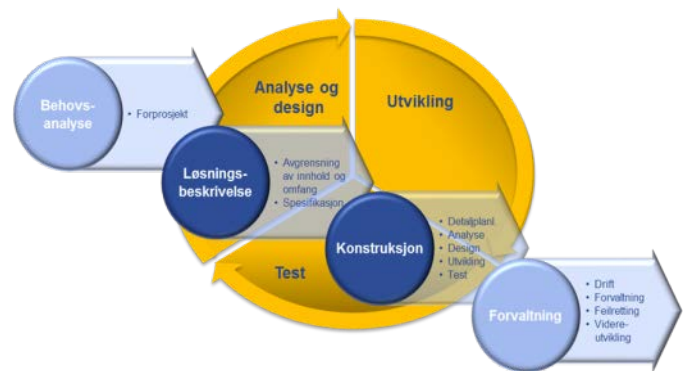 Behovs-
analyse
• Forprosjekt
Analyse og
design
Utvikling
Løsnings-
beskrivelse
• Avgrensning
av innhold og
omfang
• Spesifikasjon
Konstruksjon
• Detaljplanl.
• Analyse
• Design
• Utvikling
• Test
Test
Forvaltning
• Drift
• Forvaltning
• Feilretting
• Videre-
utvikling